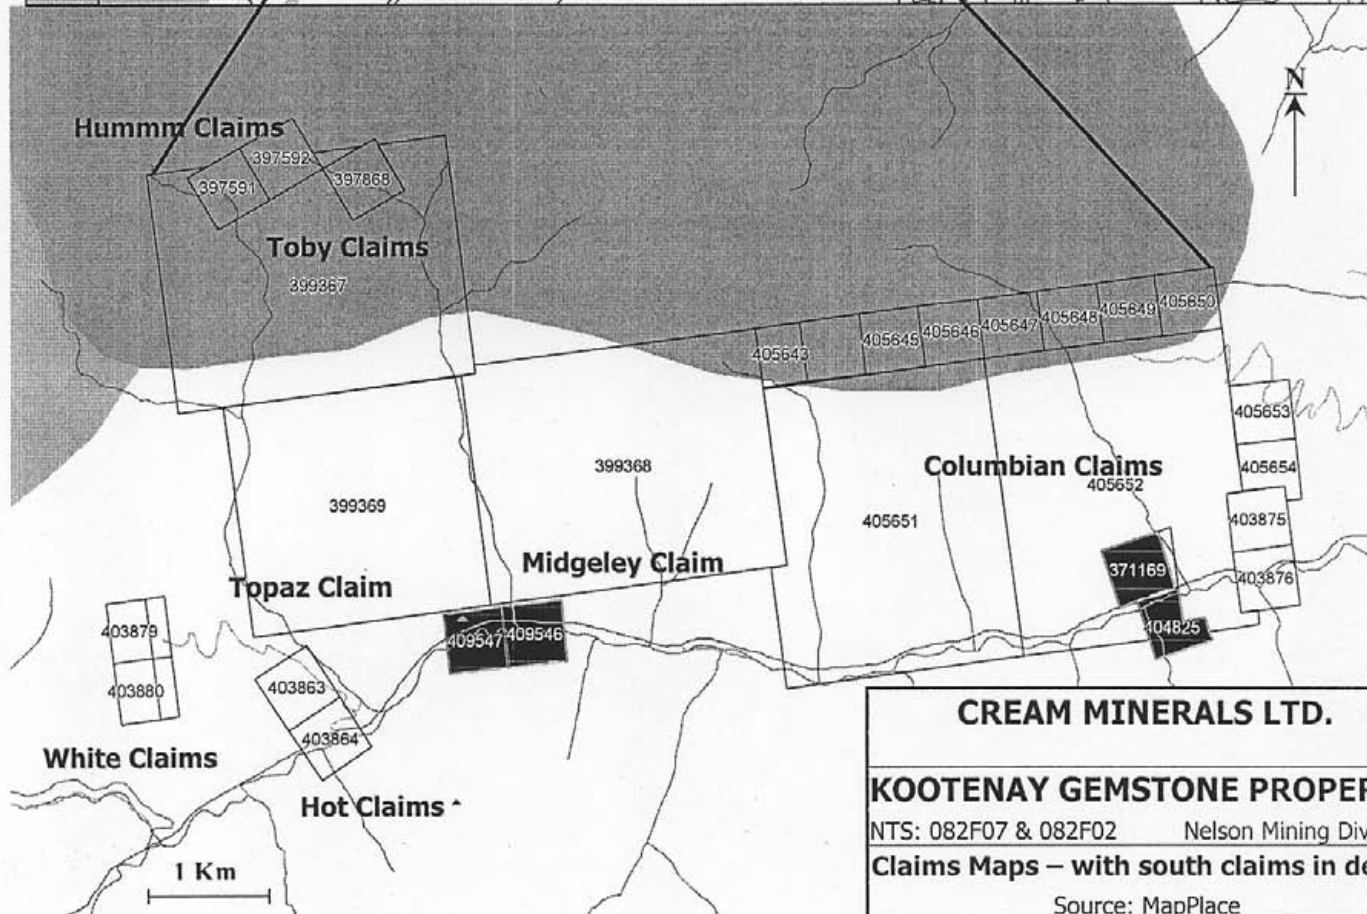 N
Hummm Claims
397592
397591
397868
Toby Claims
399367
405650
405649
405648
405647
405646
405645
405643
405653
405654
399368
Columbian Claims
405652
399369
405651
403875
Midgeley Claim
371169
403876
Topaz Claim
403879
409547
409546
404825
403880
403863
403864
White Claims
Hot Claims
1 Km
CREAM MINERALS LTD.
KOOTENAY GEMSTONE PROPER
NTS: 082F07 & 082F02 Nelson Mining Div
Claims Maps – with south claims in de
Source: MapPlace